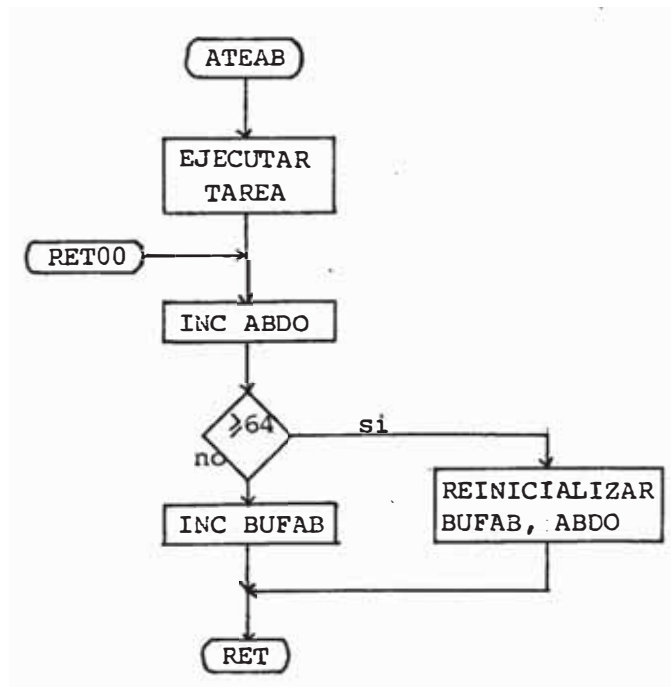 ATEAB
EJECUTAR
TAREA
RET00
INC ABDO
≥64
si
no
REINICIALIZAR
BUFAB, ABDO
INC BUFAB
RET